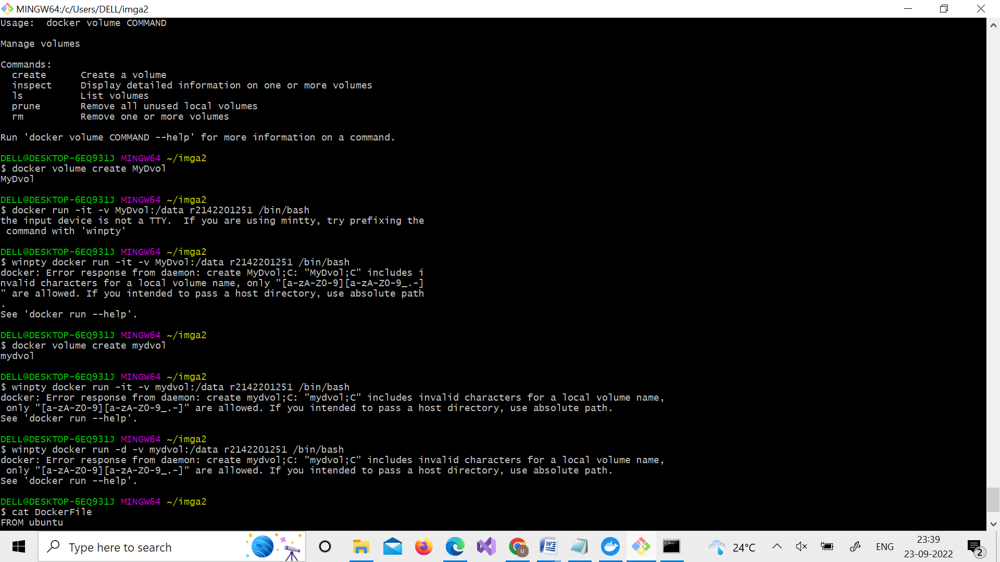 MINGW64:/c/Users/DELL/imga2
Usage:  docker volume COMMAND
Manage volumes
Commands:
  create      Create a volume
  inspect     Display detailed information on one or more volumes
  ls          List volumes
  prune       Remove all unused local volumes
  rm          Remove one or more volumes
Run 'docker volume COMMAND --help' for more information on a command.
DELL@DESKTOP-6EQ931J MINGW64 ~/imga2
$ docker volume create MyDvol
MyDvol
DELL@DESKTOP-6EQ931J MINGW64 ~/imga2
$ docker run -it -v MyDvol:/data r2142201251 /bin/bash
the input device is not a TTY.  If you are using mintty, try prefixing the
 command with 'winpty'
DELL@DESKTOP-6EQ931J MINGW64 ~/imga2
$ winpty docker run -it -v MyDvol:/data r2142201251 /bin/bash
docker: Error response from daemon: create MyDvol;C: "MyDvol;C" includes i
nvalid characters for a local volume name, only "[a-zA-Z0-9][a-zA-Z0-9_.-]
" are allowed. If you intended to pass a host directory, use absolute path
.
See 'docker run --help'.
DELL@DESKTOP-6EQ931J MINGW64 ~/imga2
$ docker volume create mydvol
mydvol
DELL@DESKTOP-6EQ931J MINGW64 ~/imga2
$ winpty docker run -it -v mydvol:/data r2142201251 /bin/bash
docker: Error response from daemon: create mydvol;C: "mydvol;C" includes invalid characters for a local volume name,
 only "[a-zA-Z0-9][a-zA-Z0-9_.-]" are allowed. If you intended to pass a host directory, use absolute path.
See 'docker run --help'.
DELL@DESKTOP-6EQ931J MINGW64 ~/imga2
$ winpty docker run -d -v mydvol:/data r2142201251 /bin/bash
docker: Error response from daemon: create mydvol;C: "mydvol;C" includes invalid characters for a local volume name,
 only "[a-zA-Z0-9][a-zA-Z0-9_.-]" are allowed. If you intended to pass a host directory, use absolute path.
See 'docker run --help'.
DELL@DESKTOP-6EQ931J MINGW64 ~/imga2
$ cat DockerFile
FROM ubuntu
Type here to search
u
24°C
ENG
23:39
23-09-2022
2